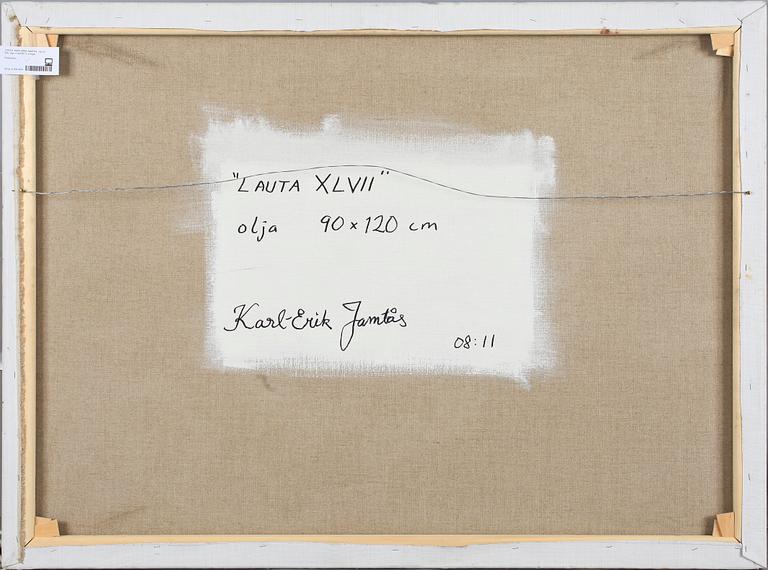 "LAUTA XLVII"
olja 90 x 120 cm
Karl-Erik Jamtås
08:11